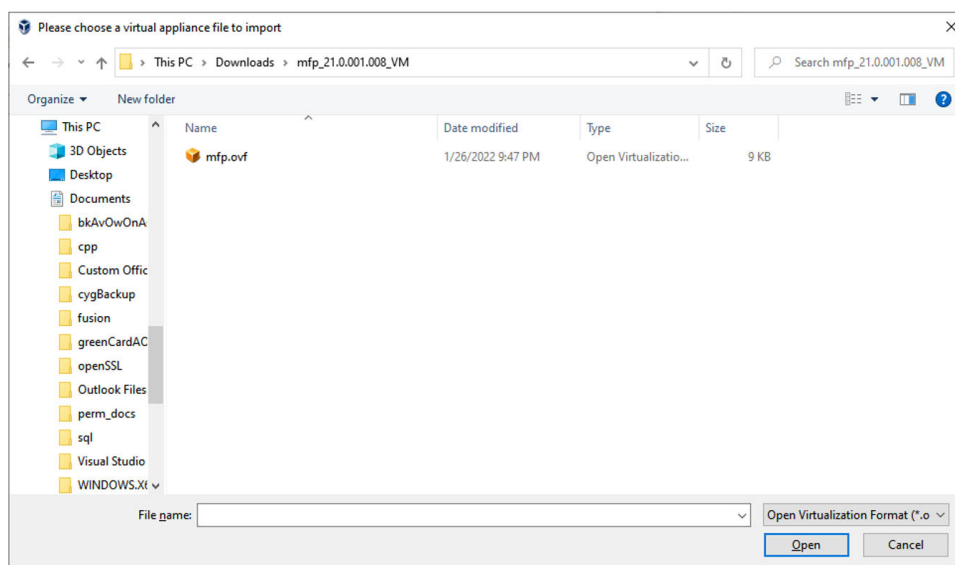 Please choose a virtual appliance file to import
This PC > Downloads > mfp_21.0.001.008_VM
Search mfp_21.0.001.008_VM
Organize
New folder
This PC
3D Objects
Desktop
Documents
bkAvOwOnA
cpp
Custom Offic
cygBackup
fusion
greenCardAC
openSSL
Outlook Files
perm_docs
sql
Visual Studio
WINDOWS.X
Name Date modified Type Size
mfp.ovf 1/26/2022 9:47 PM Open Virtualizatio... 9 KB
File name:
Open Virtualization Format (*.o
Open Cancel